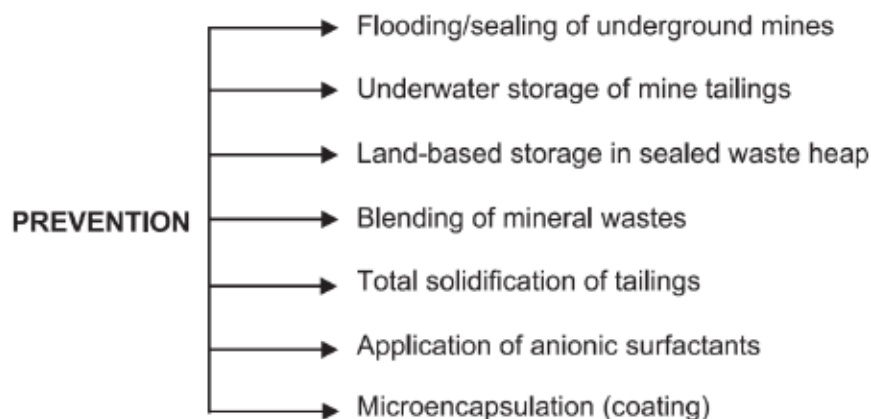 Flooding/sealing of underground mines
Underwater storage of mine tailings
Land-based storage in sealed waste heap
PREVENTION
Blending of mineral wastes
Total solidification of tailings
Application of anionic surfactants
Microencapsulation (coating)